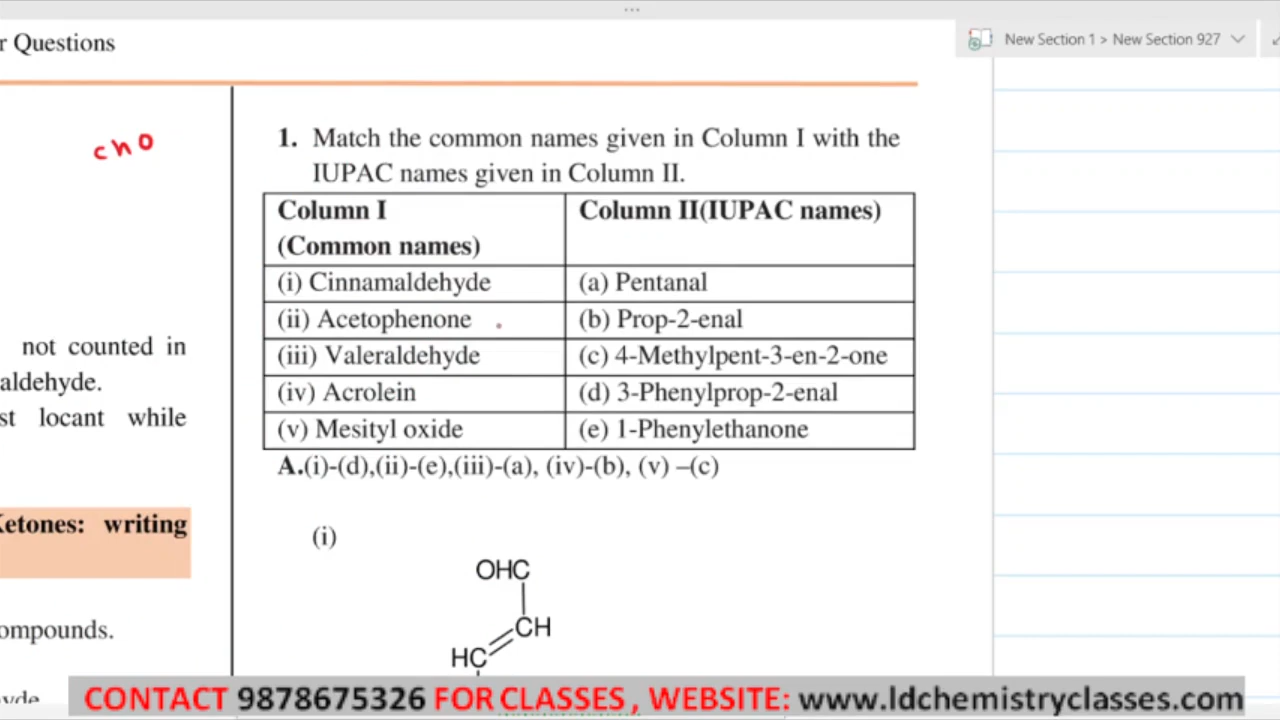 r Questions
New Section 1 > New Section 927
cho
1. Match the common names given in Column I with the
IUPAC names given in Column II.
Column I
(Common names)
Column II(IUPAC names)
(i) Cinnamaldehyde
(a) Pentanal
(ii) Acetophenone
(b) Prop-2-enal
(iii) Valeraldehyde
(c) 4-Methylpent-3-en-2-one
(iv) Acrolein
(d) 3-Phenylprop-2-enal
(v) Mesityl oxide
(e) 1-Phenylethanone
A.(i)-(d),(ii)-(e),(iii)-(a), (iv)-(b), (v) –(c)
not counted in
aldehyde.
st locant while
Ketones: writing
ompounds.
(i)
OHC
CH
HC
CONTACT 9878675326 FOR CLASSES , WEBSITE: www.ldchemistryclasses.com